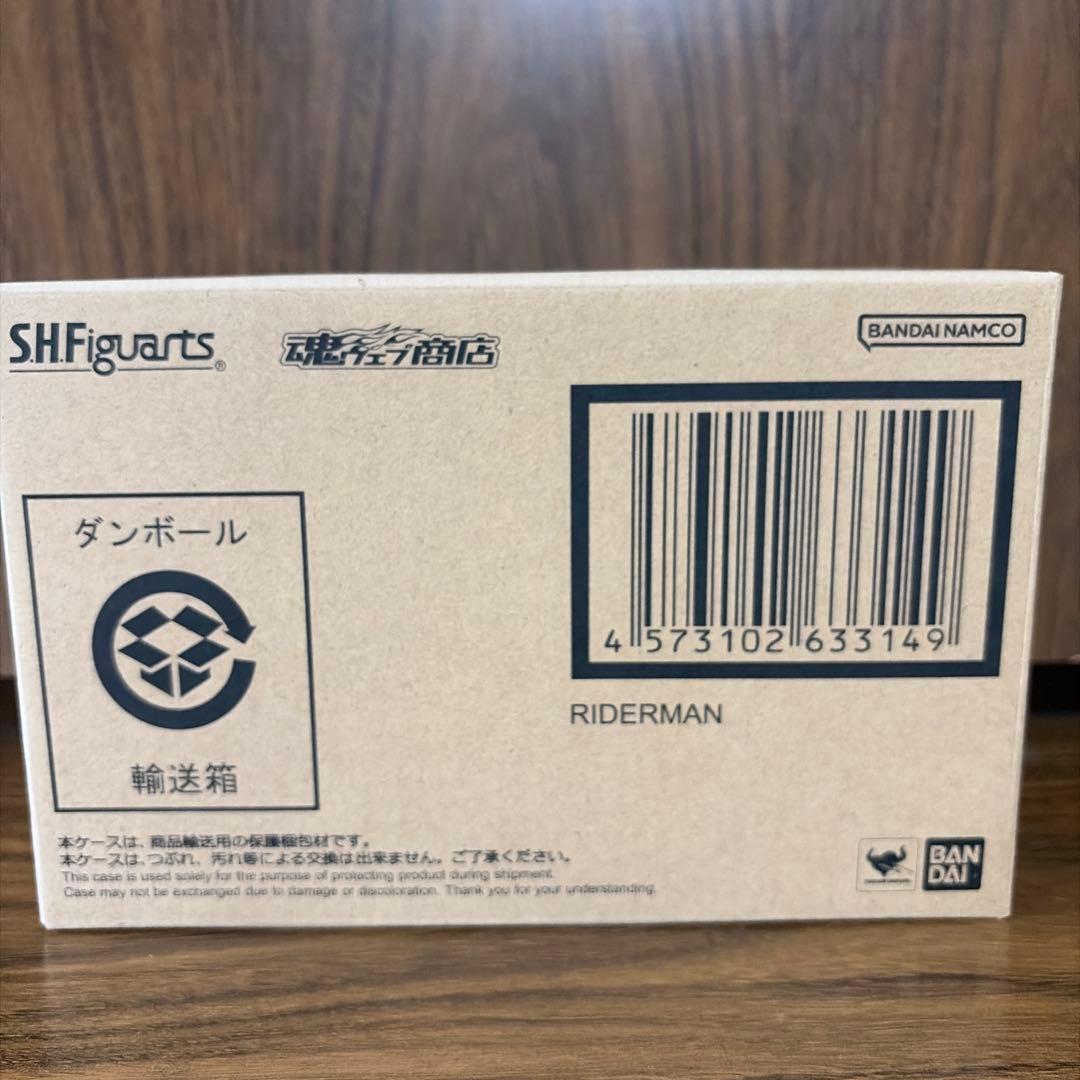 S.H.Figuarts®
魂ウェブ商店
BANDAI NAMCO
4 573102 633149
RIDERMAN
ダンボール
輸送箱
本ケースは、商品輸送用の保護梱包材です。
本ケースは、つぶれ、汚れ等による交換は出来ません。ご了承ください。
This case is used solely for the purpose of protecting product during shipment.
Case may not be exchanged due to damage or discoloration. Thank you for your understanding.
BAN
DAI